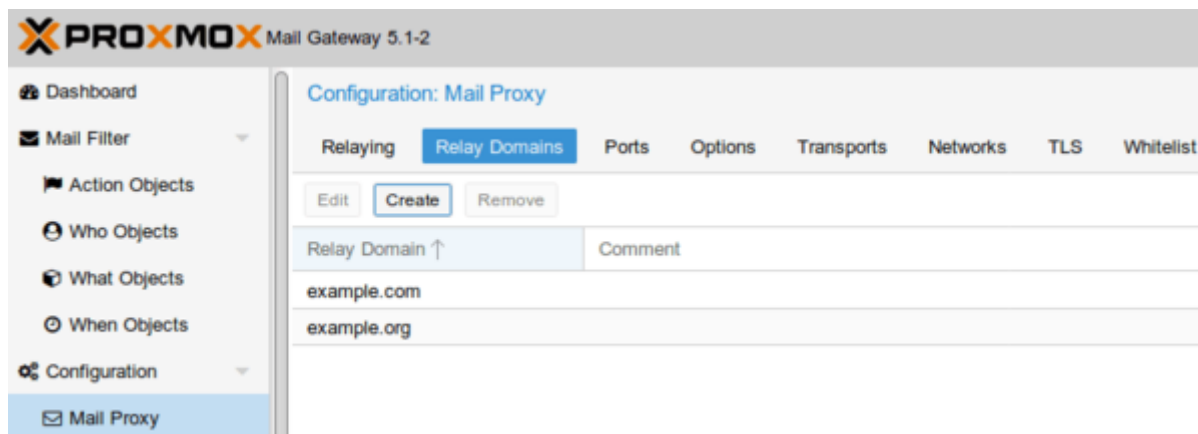 PROXMOX Mail Gateway 5.1-2
Dashboard
Mail Filter
Action Objects
Who Objects
What Objects
When Objects
Configuration
Mail Proxy
Configuration: Mail Proxy
Relaying Relay Domains Ports Options Transports Networks TLS Whitelist
Edit Create Remove
Relay Domain ↑ Comment
example.com
example.org